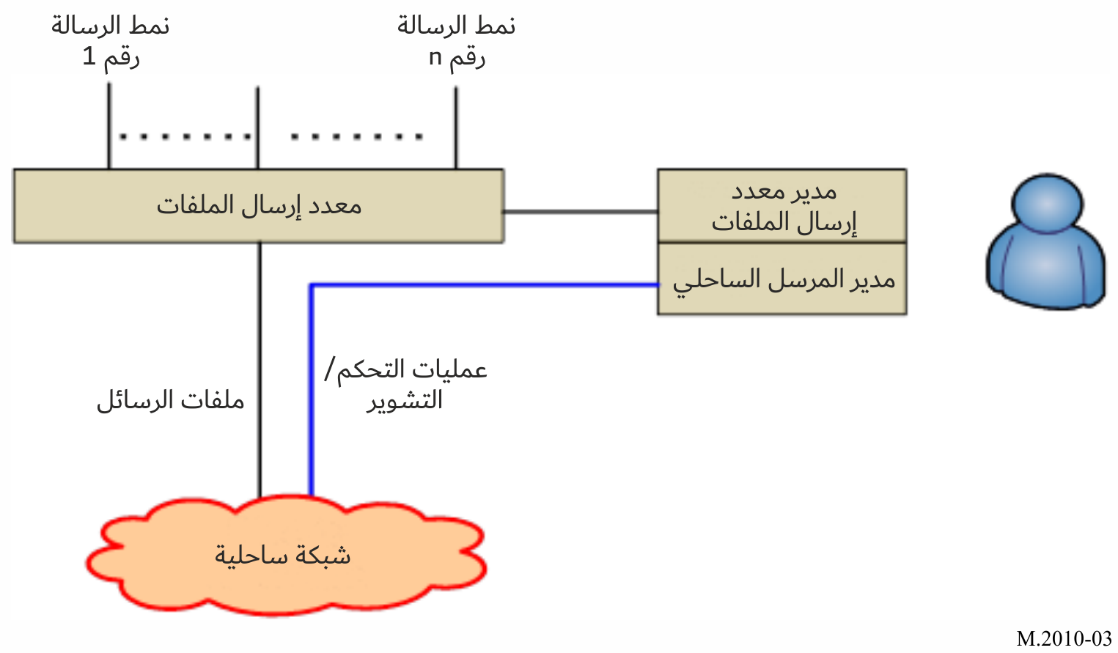 نمط الرسالة
رقم 1
نمط الرسالة
رقم n
معدد إرسال الملفات
مدير معدد
إرسال الملفات
مدير المرسل الساحلي
عمليات التحكم/
التشوير
ملفات الرسائل
شبكة ساحلية
M.2010-03